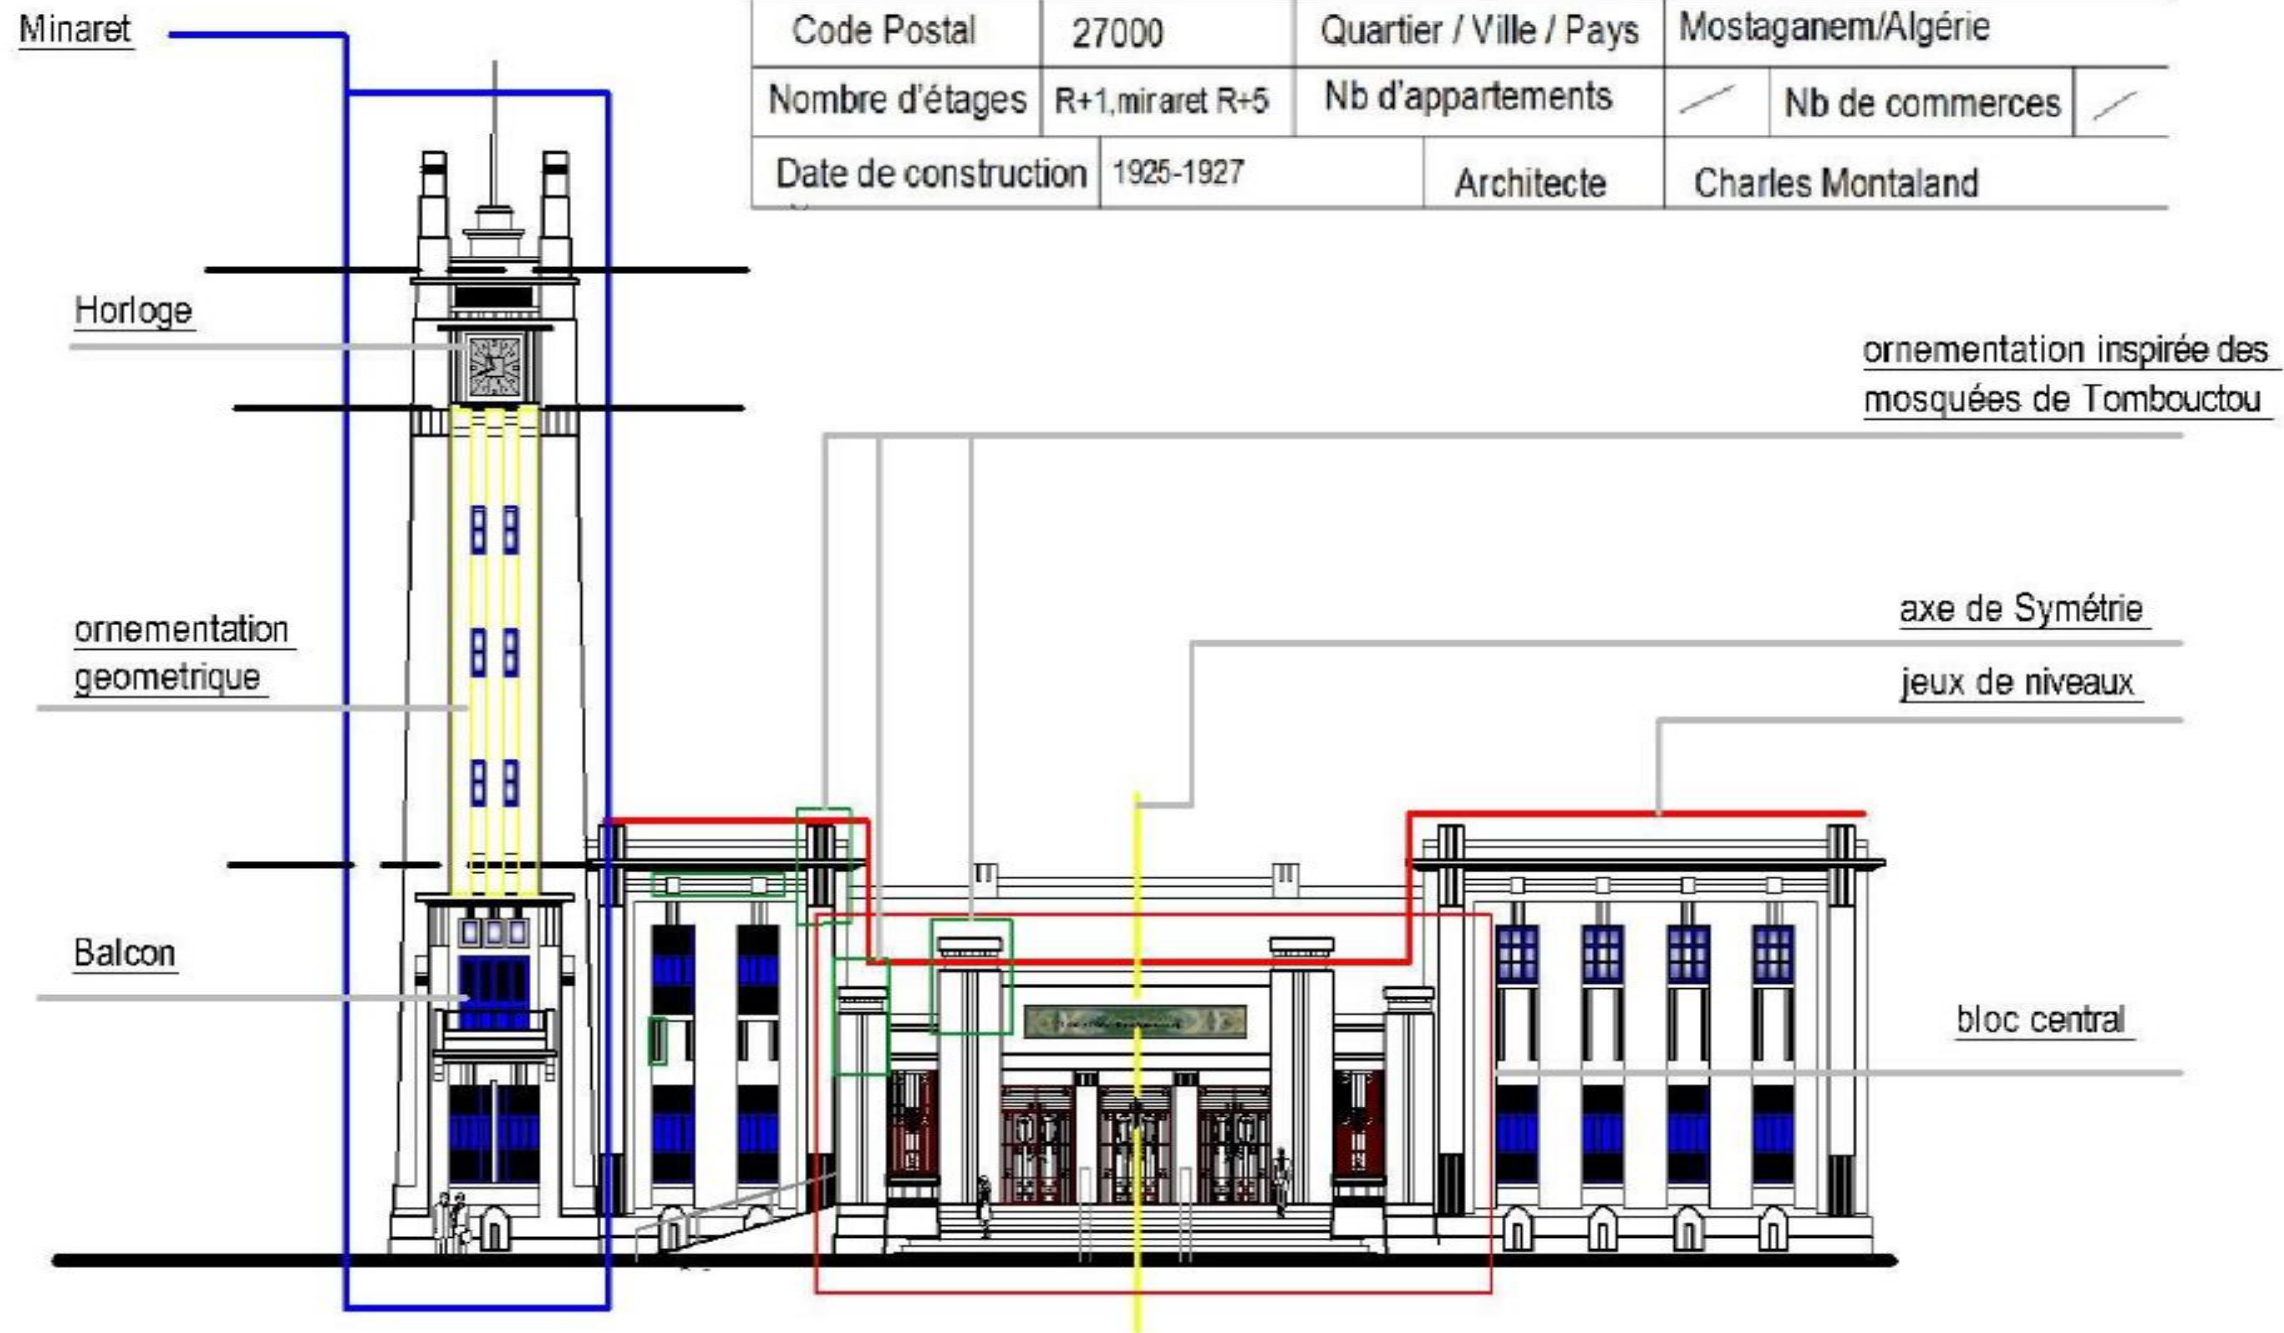 Minaret
Code Postal 27000 Quartier / Ville / Pays Mostaganem/Algérie
Nombre d'étages R+1,miraret R+5 Nb d'appartements Nb de commerces
Date de construction 1925-1927 Architecte Charles Montaland
Horloge
ornementation inspirée des
mosquées de Tombouctou
ornementation
geometrique
axe de Symétrie
jeux de niveaux
Balcon
bloc central